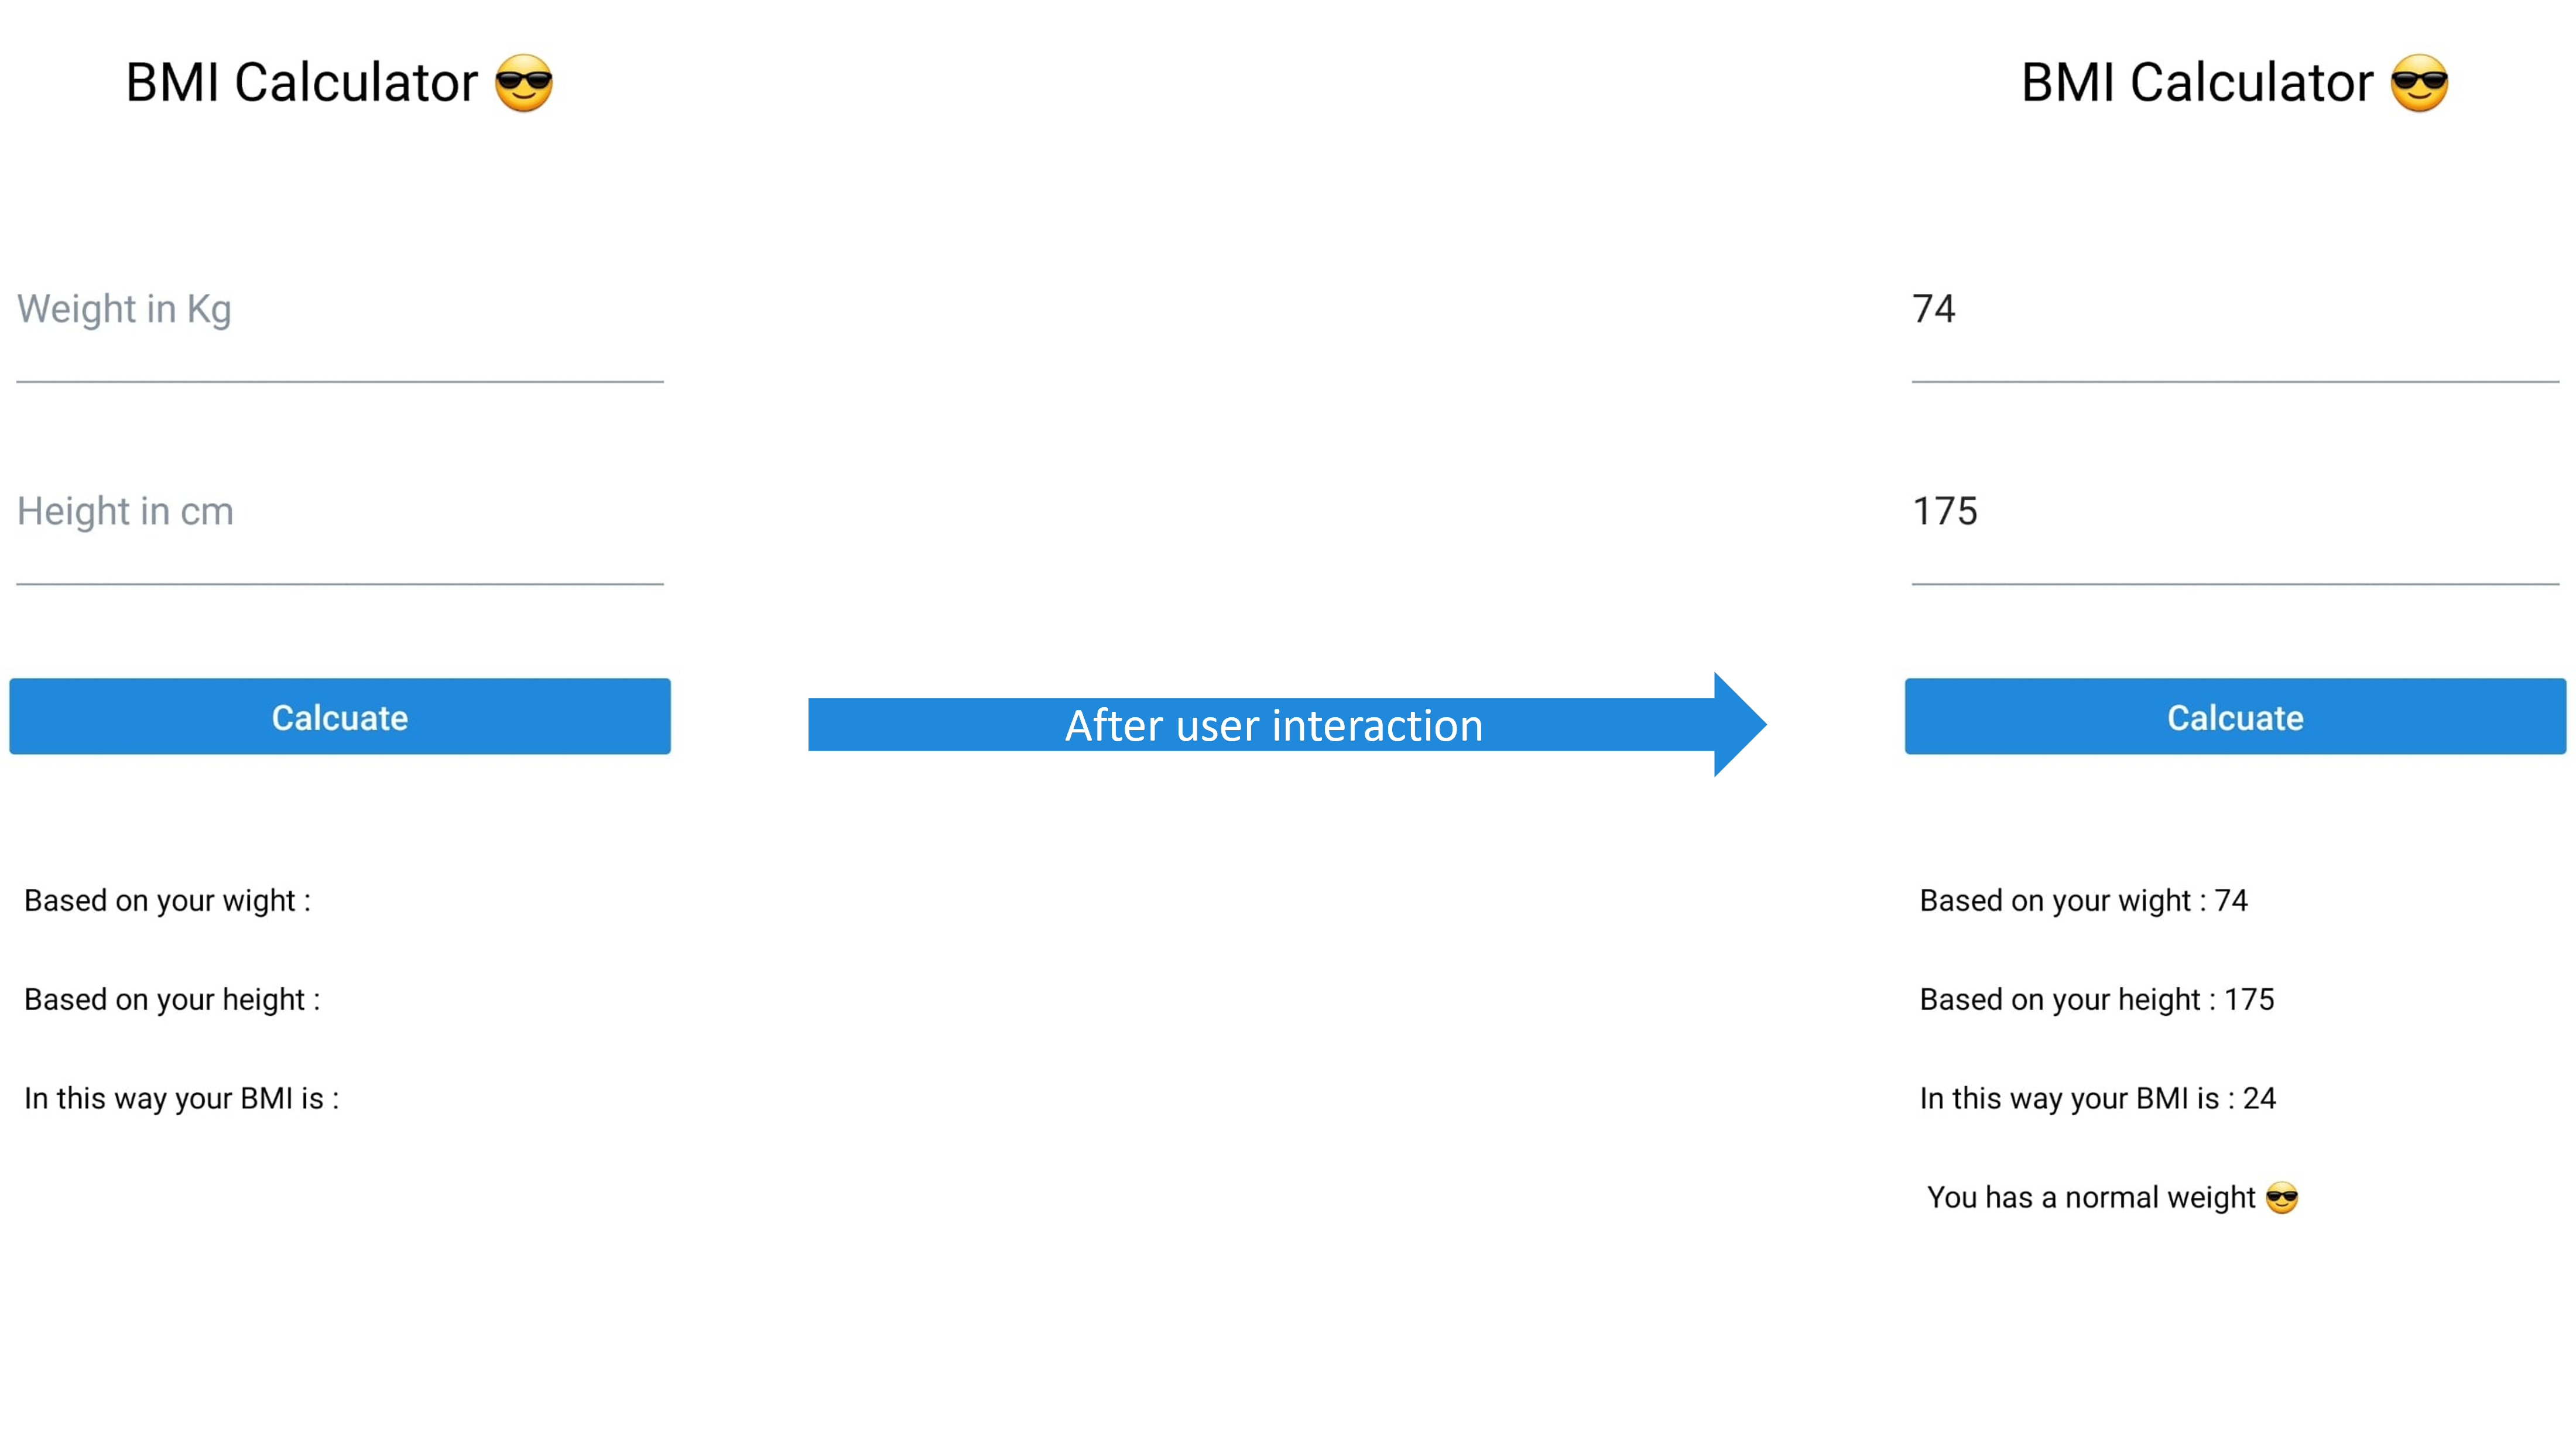 BMI Calculator 😎
Weight in Kg
Height in cm
Calcuate
Based on your wight :
Based on your height :
In this way your BMI is :
After user interaction
BMI Calculator 😎
74
175
Calcuate
Based on your wight : 74
Based on your height : 175
In this way your BMI is : 24
You has a normal weight 😎